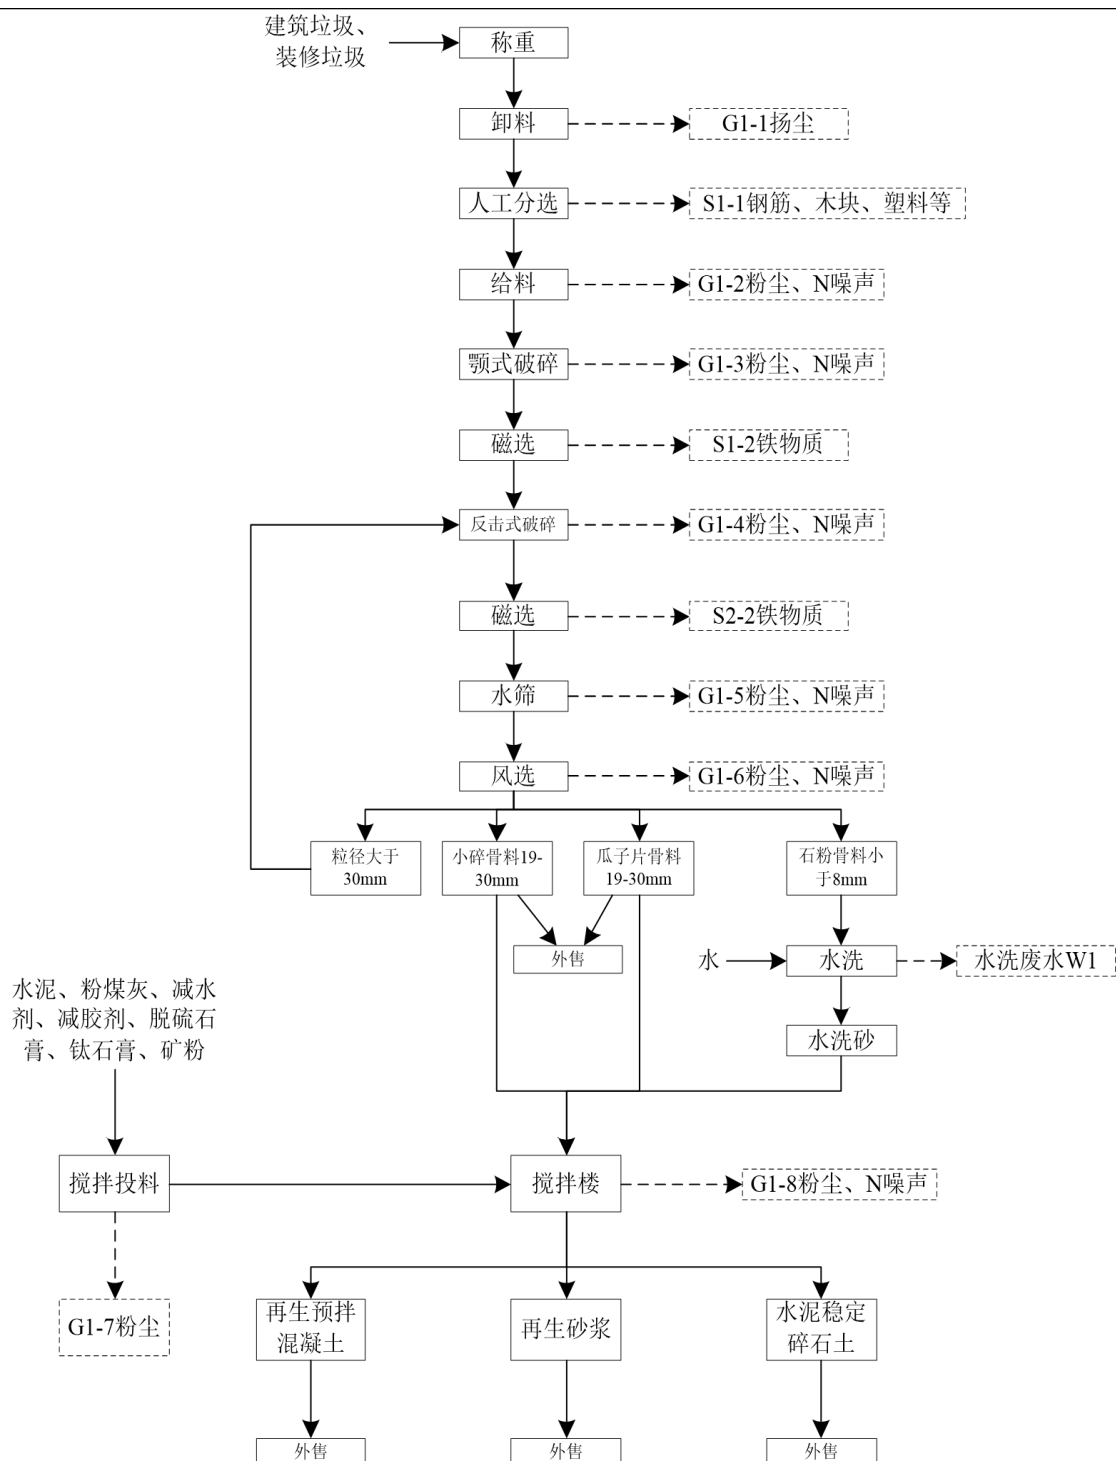 建筑垃圾、
装修垃圾
称重
卸料
G1-1扬尘
人工分选
S1-1钢筋、木块、塑料等
给料
G1-2粉尘、N噪声
颚式破碎
G1-3粉尘、N噪声
磁选
S1-2铁物质
反击式破碎
G1-4粉尘、N噪声
磁选
S2-2铁物质
水筛
G1-5粉尘、N噪声
风选
G1-6粉尘、N噪声
粒径大于
30mm
小碎骨料19-
30mm
瓜子片骨料
19-30mm
石粉骨料小
于8mm
外售
水
水洗
水洗废水W1
水泥、粉煤灰、减水
剂、减胶剂、脱硫石
膏、钛石膏、矿粉
水洗砂
搅拌投料
搅拌楼
G1-8粉尘、N噪声
G1-7粉尘
再生预拌
混凝土
再生砂浆
水泥稳定
碎石土
外售
外售
外售